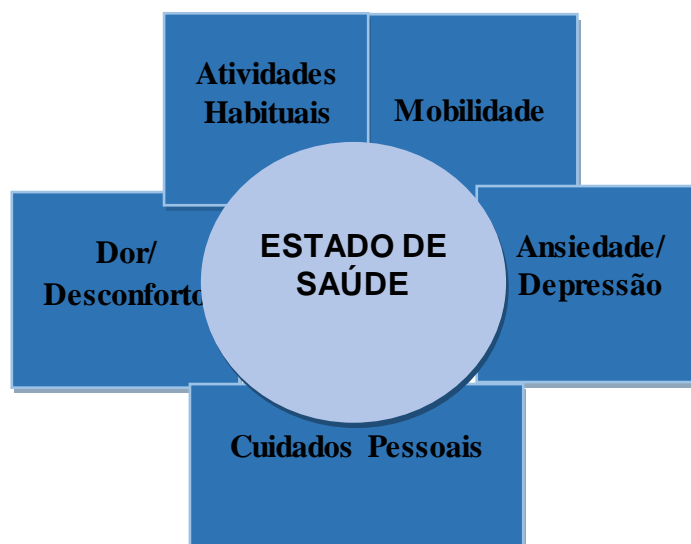 Atividades
Habituais
Mobilidade
Dor/
Desconforto
ESTADO DE
SAÚDE
Ansiedade/
Depressão
Cuidados Pessoais